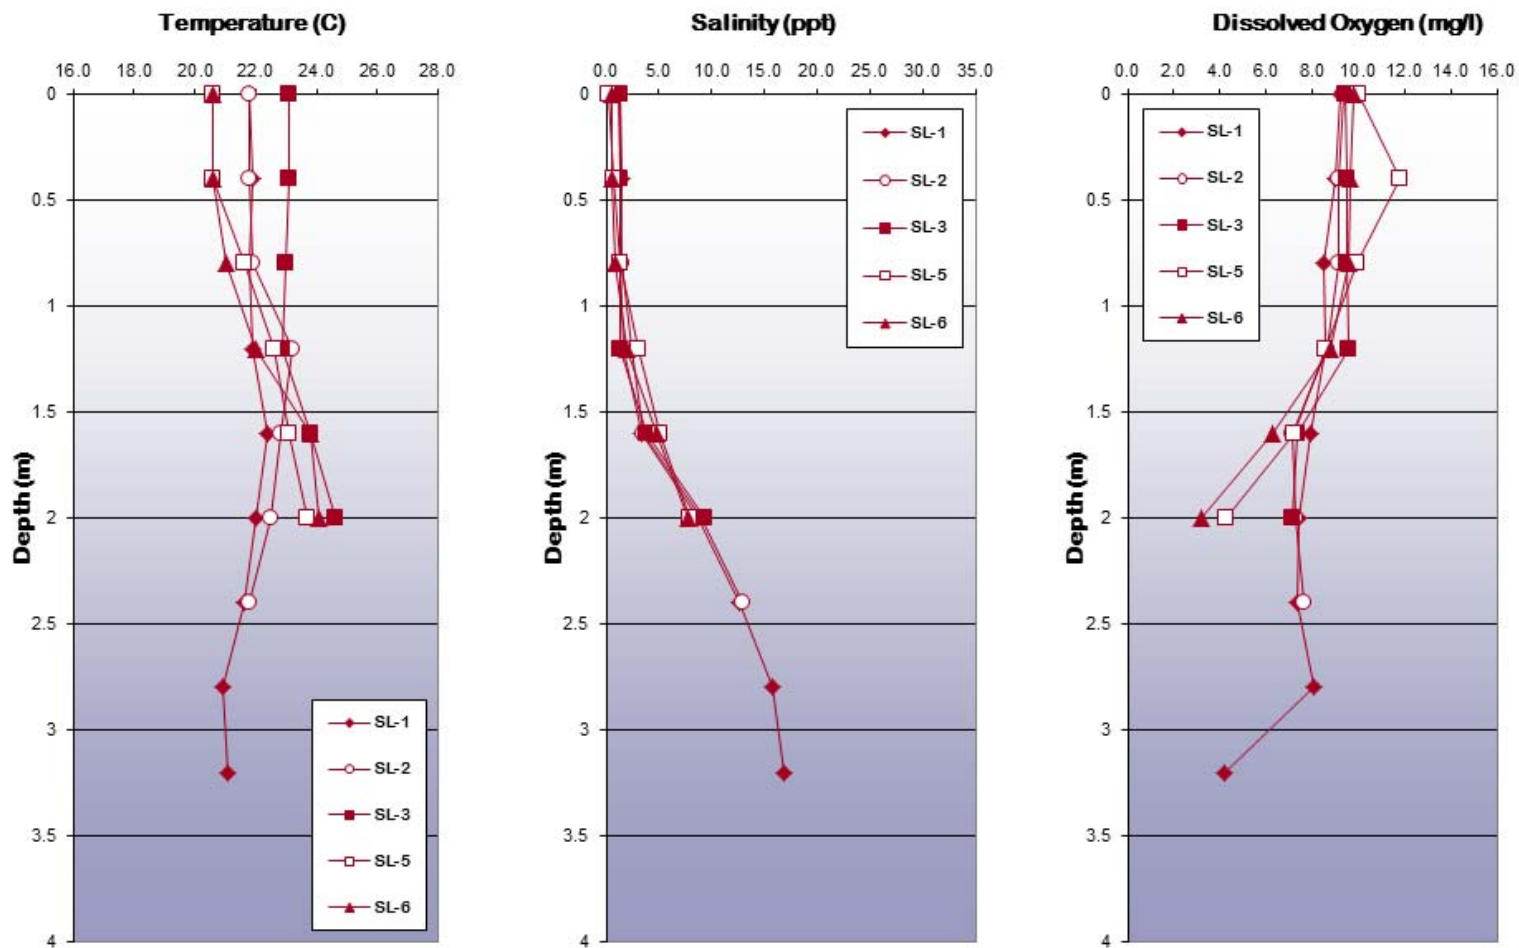 Temperature (C)
16.0 18.0 20.0 22.0 24.0 26.0 28.0
0
0.5
1
1.5
2
2.5
3
3.5
4
Depth (m)
SL-1
SL-2
SL-3
SL-5
SL-6
Salinity (ppt)
0.0 5.0 10.0 15.0 20.0 25.0 30.0 35.0
0
0.5
1
1.5
2
2.5
3
3.5
4
Depth (m)
SL-1
SL-2
SL-3
SL-5
SL-6
Dissolved Oxygen (mg/l)
0.0 2.0 4.0 6.0 8.0 10.0 12.0 14.0 16.0
0
0.5
1
1.5
2
2.5
3
3.5
4
Depth (m)
SL-1
SL-2
SL-3
SL-5
SL-6